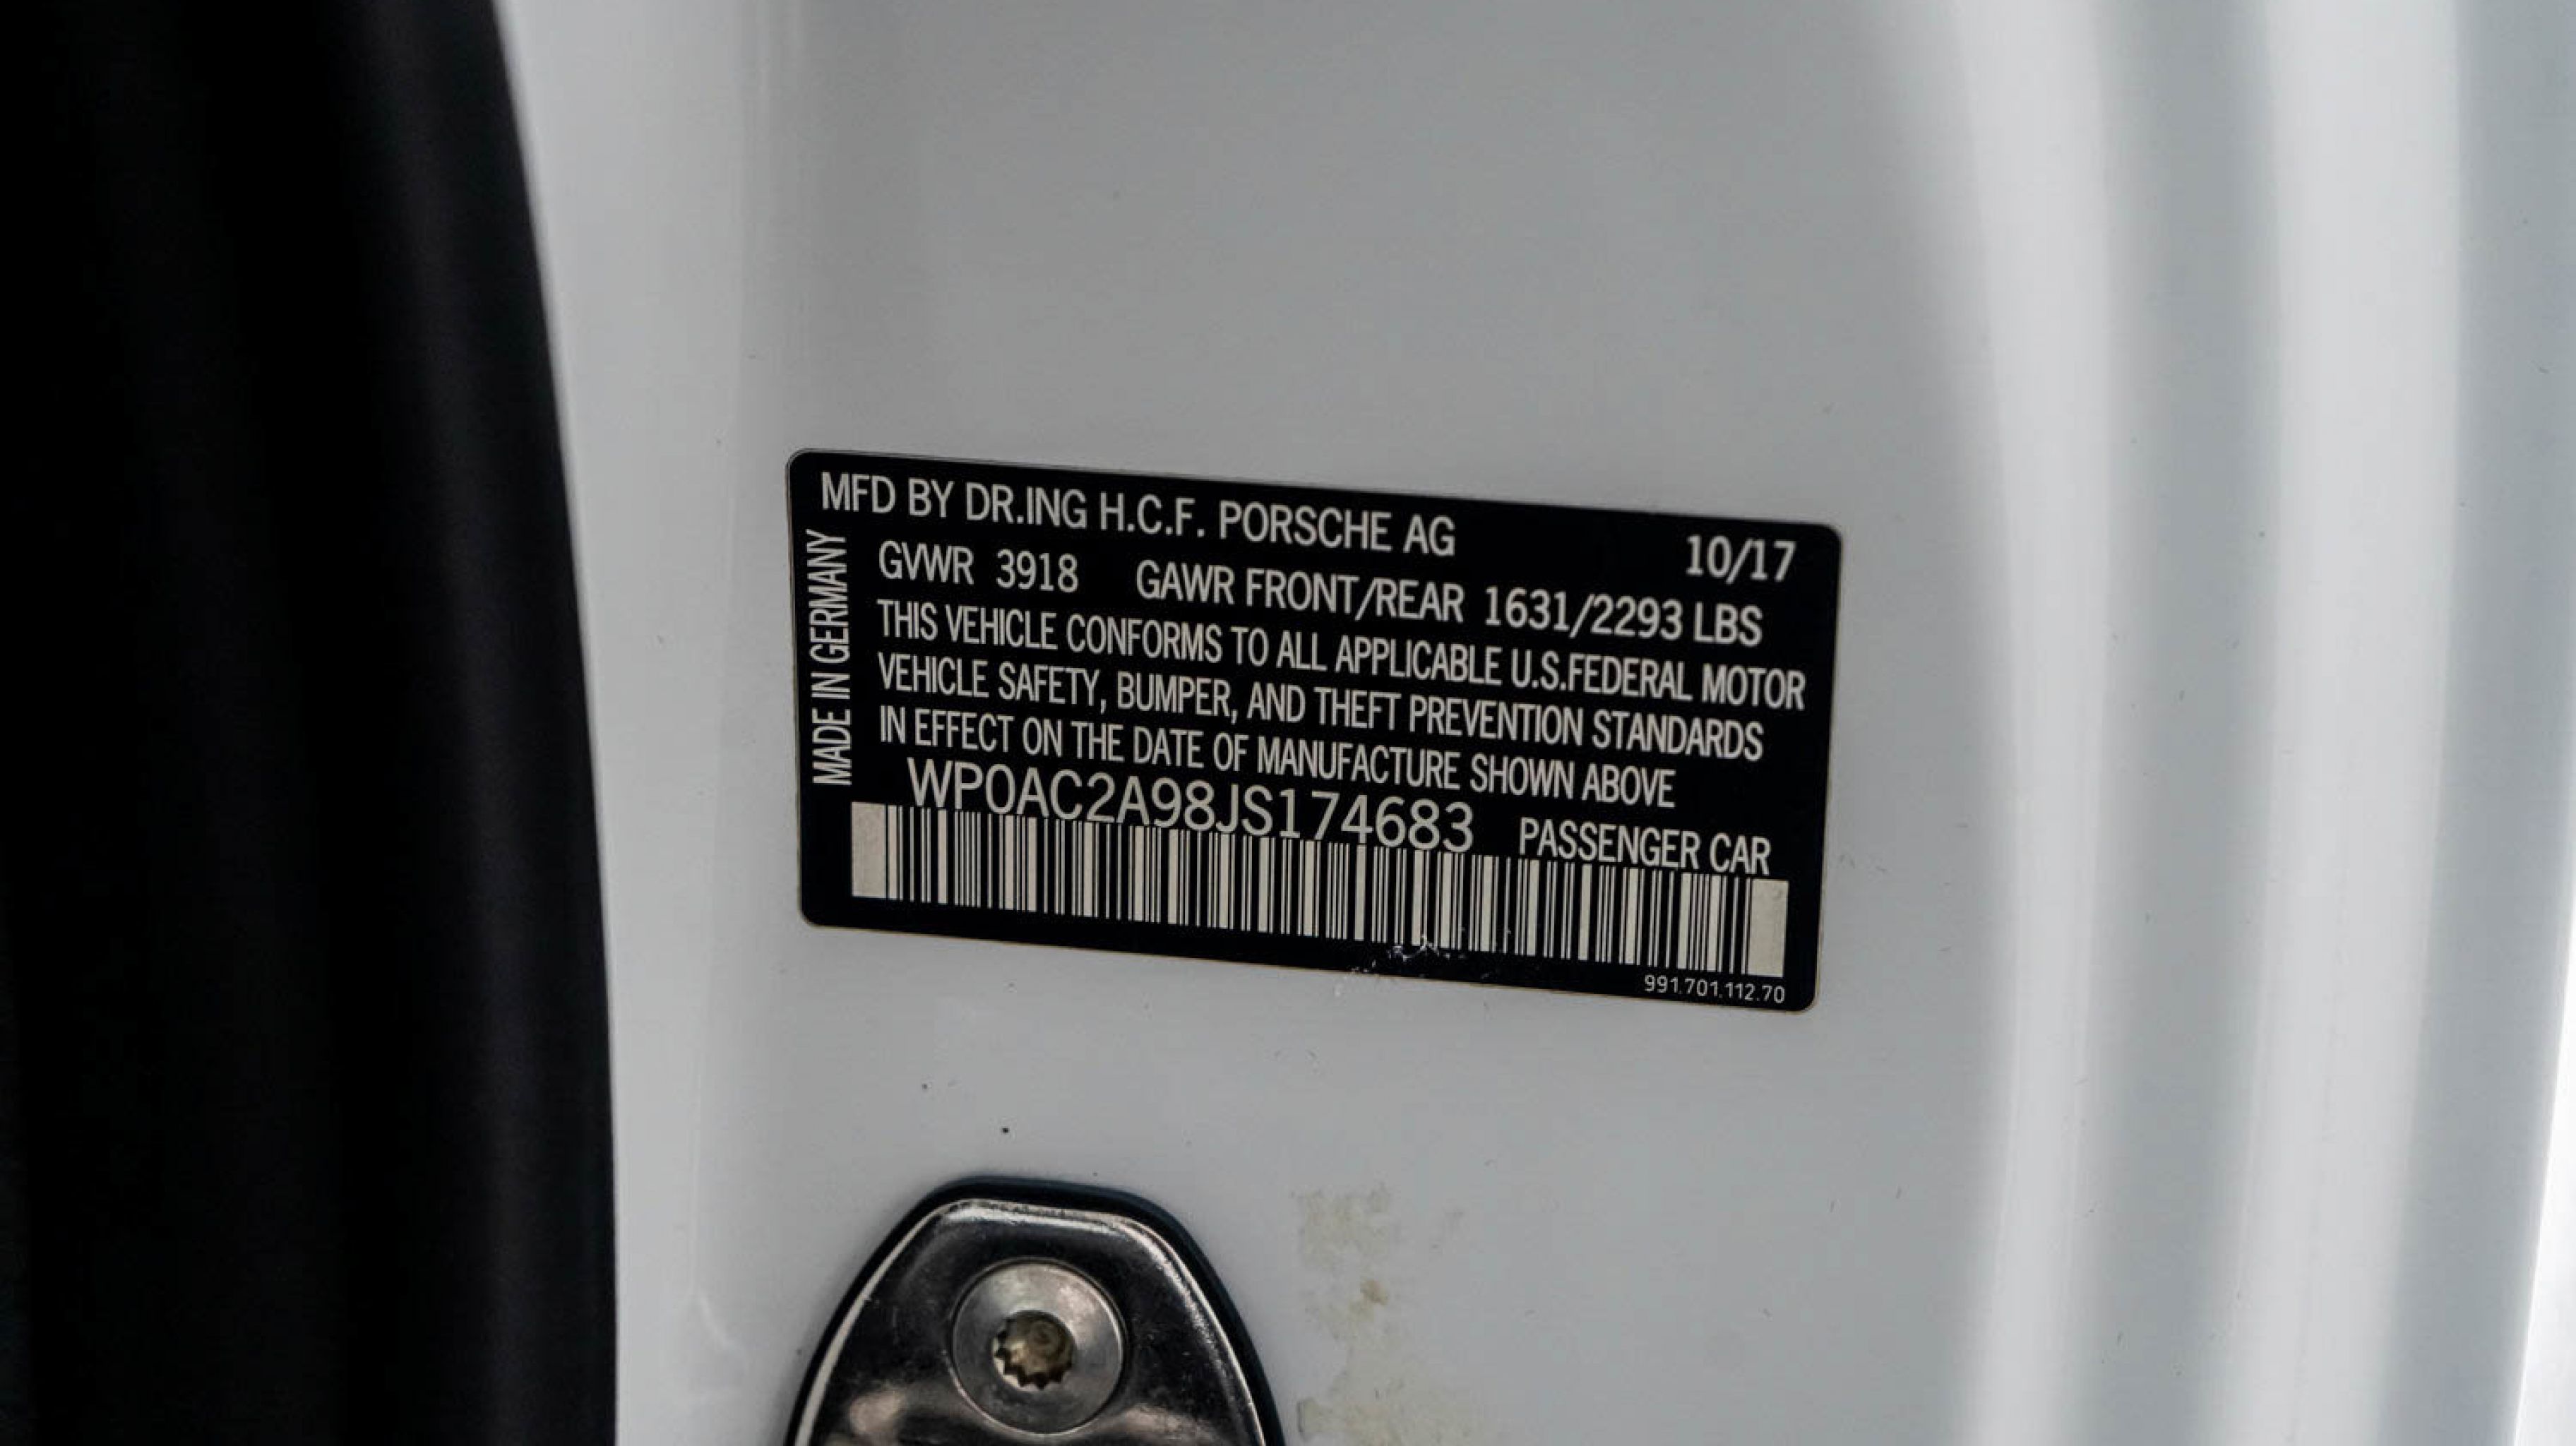 MFD BY DR.ING H.C.F. PORSCHE AG 10/17
MADE IN GERMANY
GVWR 3918 GAWR FRONT/REAR 1631/2293 LBS
THIS VEHICLE CONFORMS TO ALL APPLICABLE U.S.FEDERAL MOTOR
VEHICLE SAFETY, BUMPER, AND THEFT PREVENTION STANDARDS
IN EFFECT ON THE DATE OF MANUFACTURE SHOWN ABOVE
WP0AC2A98JS174683 PASSENGER CAR
991.701.112.70